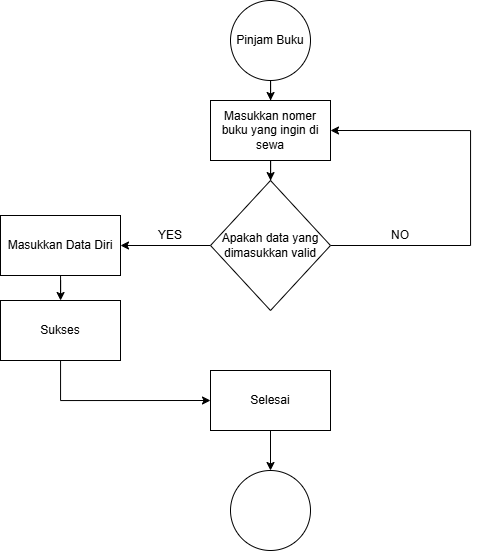 Pinjam Buku
Masukkan nomer
buku yang ingin di
sewa
YES
Apakah data yang
dimasukkan valid
NO
Masukkan Data Diri
Sukses
Selesai